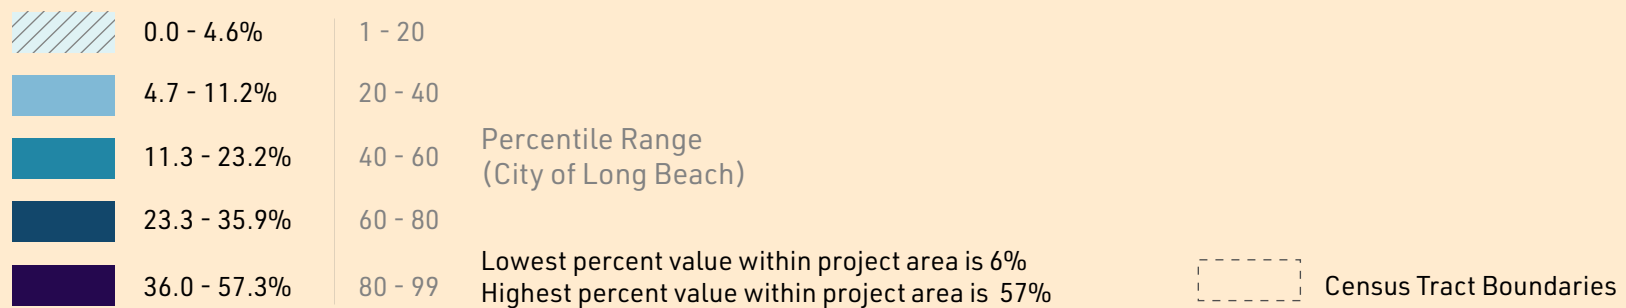 0.0 - 4.6% 1 - 20
4.7 - 11.2% 20 - 40
11.3 - 23.2% 40 - 60
23.3 - 35.9% 60 - 80
36.0 - 57.3% 80 - 99
Percentile Range
(City of Long Beach)
Lowest percent value within project area is 6%
Highest percent value within project area is 57%
Census Tract Boundaries